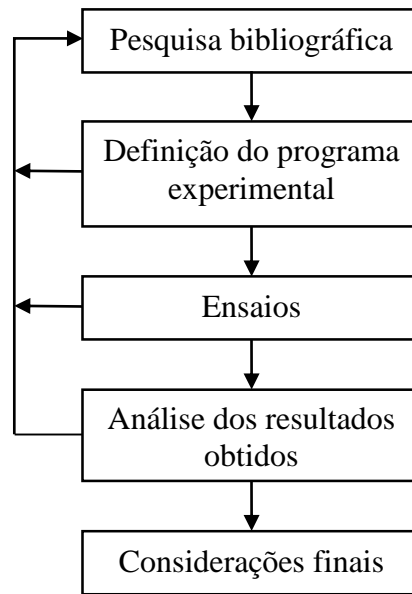 Pesquisa bibliográfica
Definição do programa
experimental
Ensaios
Análise dos resultados
obtidos
Considerações finais